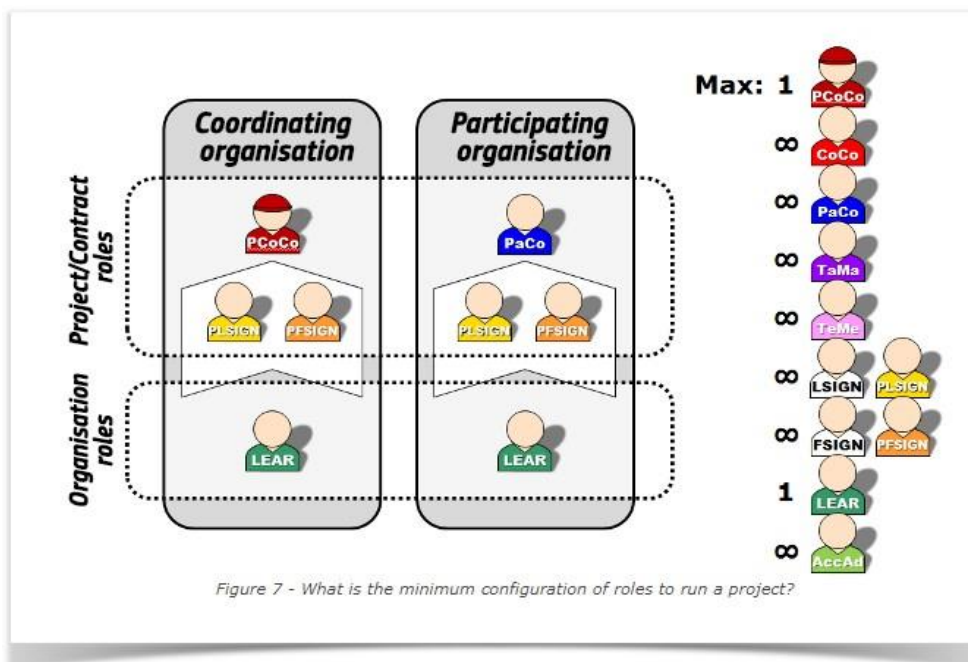 Max: 1
PCoCo
Coordinating
organisation
Participating
organisation
∞
CoCo
Project/Contract
roles
PCoCo
PaCo
∞
PaCo
∞
TaMa
PLSIGN PFSIGN
PLSIGN PFSIGN
∞
TeMe
∞
LSIGN PLSIGN
Organisation
roles
LEAR
LEAR
∞
FSIGN PFSIGN
1
LEAR
∞
AccAd
Figure 7 - What is the minimum configuration of roles to run a project?